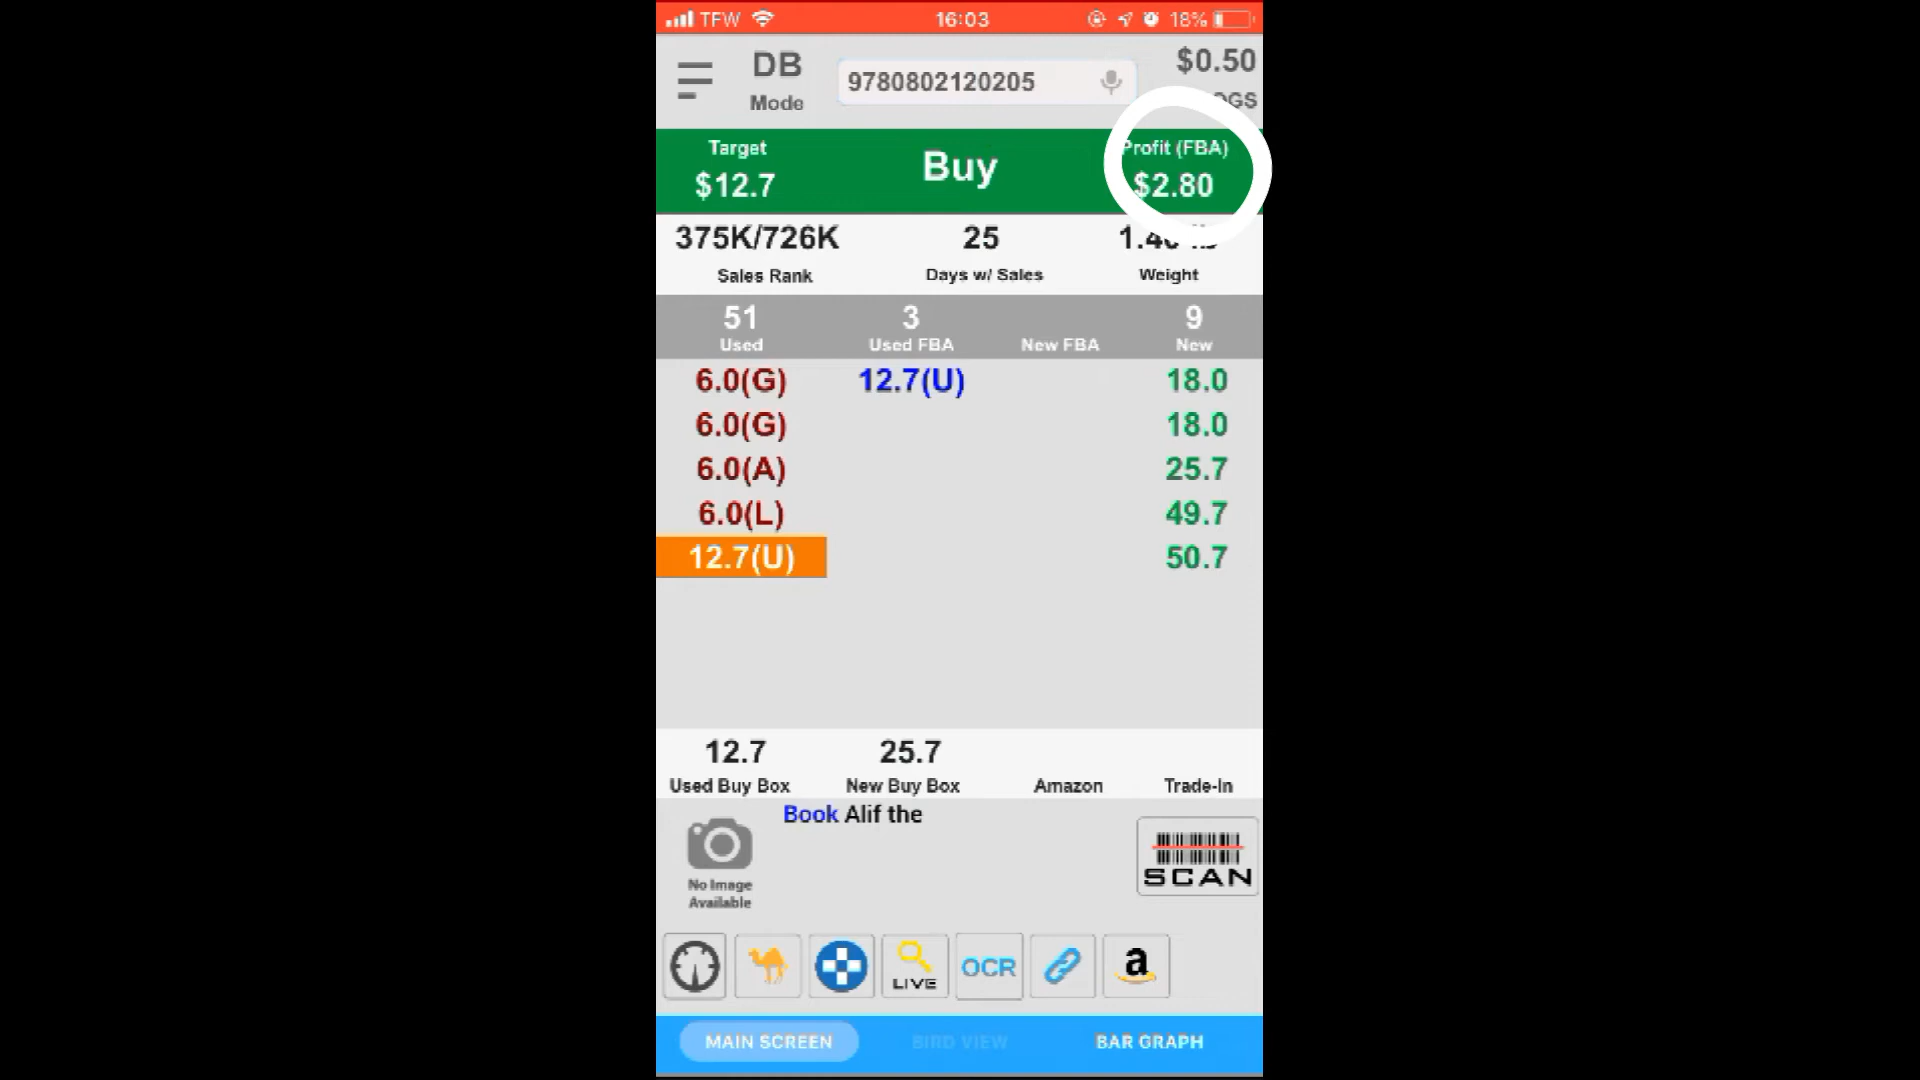 TFW 16:03 18%
DB
Mode
9780802120205
$0.50
Target
$12.7
Buy
Profit (FBA)
$2.80
375K/726K 25
Sales Rank Days w/ Sales Weight
51 3 9
Used Used FBA New FBA New
6.0(G) 12.7(U) 18.0
6.0(G) 18.0
6.0(A) 25.7
6.0(L) 49.7
12.7(U) 50.7
12.7 25.7
Used Buy Box New Buy Box Amazon Trade-In
Book Alif the
No Image
Available
SCAN
LIVE
OCR
a
MAIN SCREEN BIRD VIEW BAR GRAPH